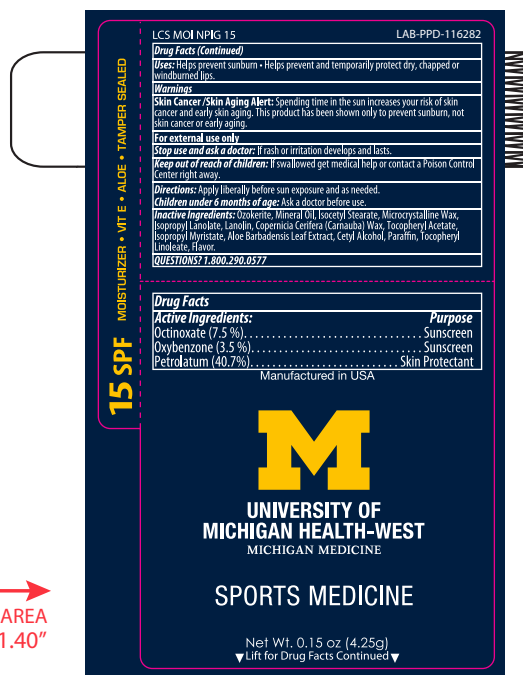 LCS MOI NPIG 15 LAB-PPD-116282
Drug Facts (Continued)
Uses: Helps prevent sunburn • Helps prevent and temporarily protect dry, chapped or
windburned lips.
Warnings
Skin Cancer /Skin Aging Alert: Spending time in the sun increases your risk of skin
cancer and early skin aging. This product has been shown only to prevent sunburn, not
skin cancer or early aging.
For external use only
Stop use and ask a doctor: If rash or irritation develops and lasts.
Keep out of reach of children: If swallowed get medical help or contact a Poison Control
Center right away.
Directions: Apply liberally before sun exposure and as needed.
Children under 6 months of age: Ask a doctor before use.
Inactive Ingredients: Ozokerite, Mineral Oil, Isocetyl Stearate, Microcrystalline Wax,
Isopropyl Lanolate, Lanolin, Copernicia Cerifera (Carnauba) Wax, Tocopheryl Acetate,
Isopropyl Myristate, Aloe Barbadensis Leaf Extract, Cetyl Alcohol, Paraffin, Tocopheryl
Linoleate, Flavor.
QUESTIONS? 1.800.290.0577
15 SPF MOISTURIZER • VIT E • ALOE • TAMPER SEALED
Drug Facts
Active Ingredients: Purpose
Octinoxate (7.5 %)............................Sunscreen
Oxybenzone (3.5 %)..........................Sunscreen
Petrolatum (40.7%)......................Skin Protectant
Manufactured in USA
M
UNIVERSITY OF
MICHIGAN HEALTH-WEST
MICHIGAN MEDICINE
SPORTS MEDICINE
Net Wt. 0.15 oz (4.25g)
▼Lift for Drug Facts Continued▼
AREA
1.40”